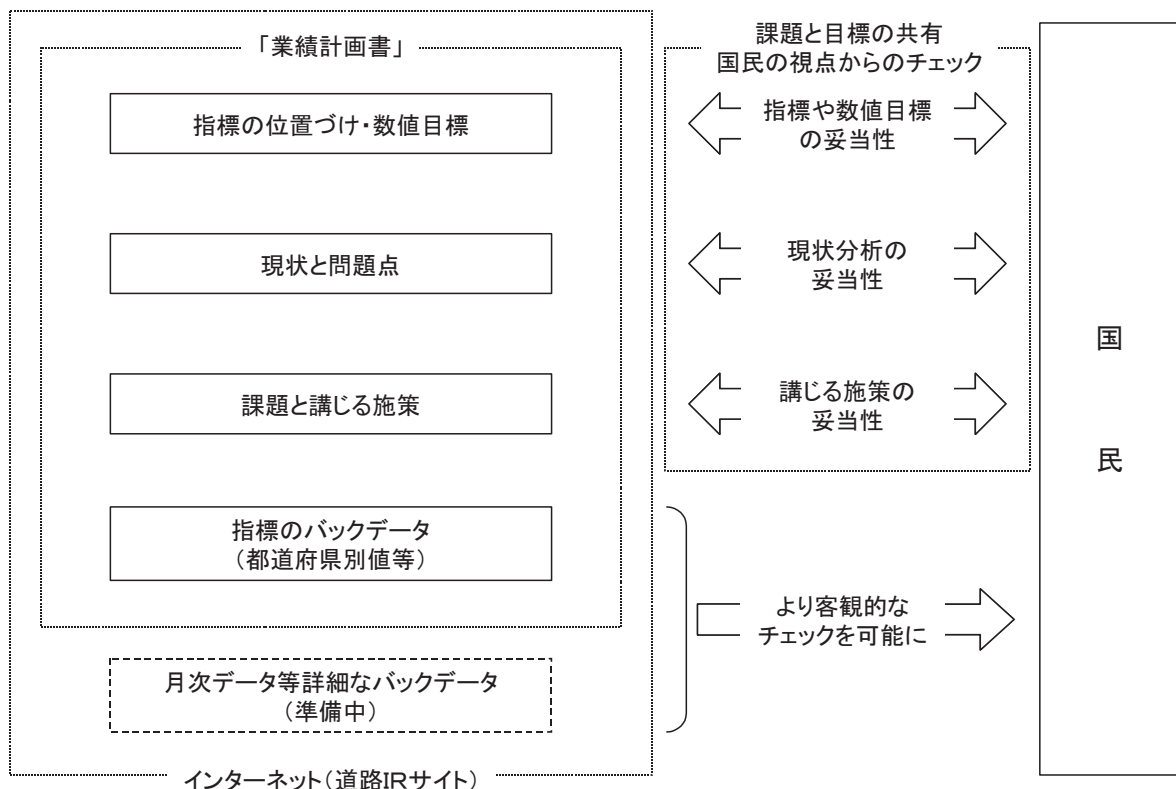 「業績計画書」
指標の位置づけ・数値目標
現状と問題点
課題と講じる施策
指標のバックデータ
(都道府県別値等)
月次データ等詳細なバックデータ
(準備中)
インターネット(道路IRサイト)
課題と目標の共有
国民の視点からのチェック
指標や数値目標
の妥当性
現状分析の
妥当性
講じる施策の
妥当性
より客観的な
チェックを可能に
国
民